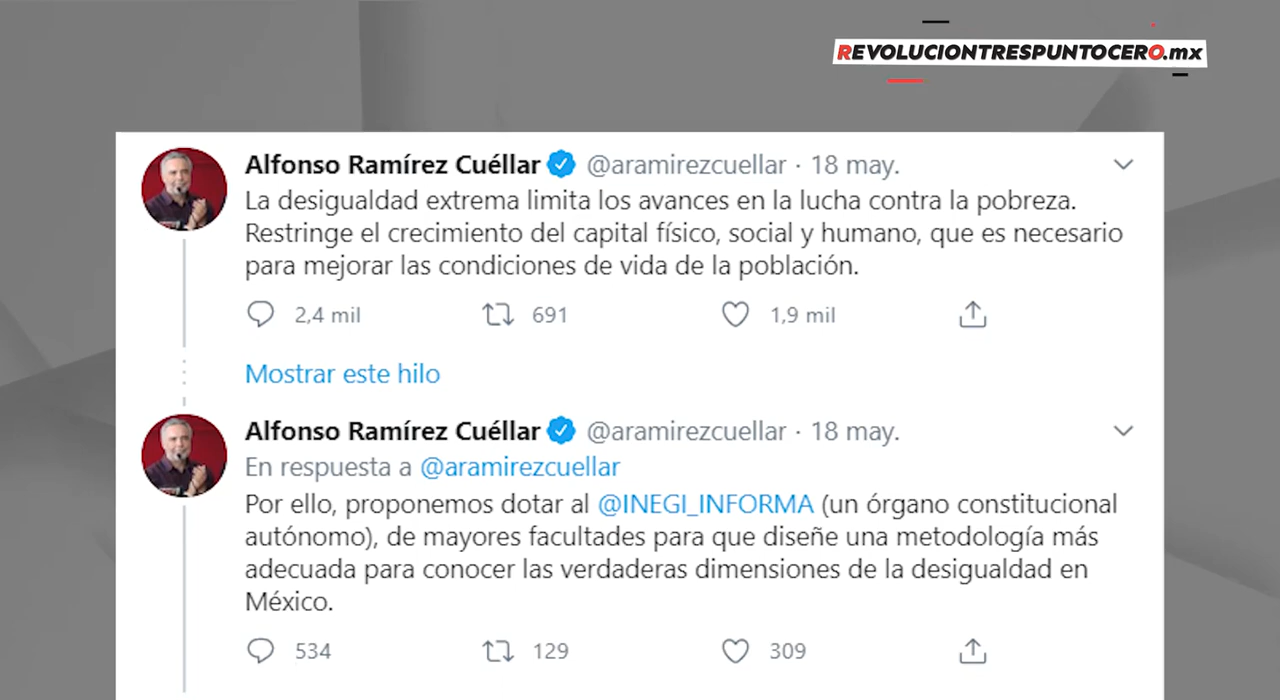 REVOLUCIONTRESPUNTOCERO.mx
Alfonso Ramírez Cuéllar @aramirezcuellar · 18 may.
La desigualdad extrema limita los avances en la lucha contra la pobreza.
Restringe el crecimiento del capital físico, social y humano, que es necesario
para mejorar las condiciones de vida de la población.
2,4 mil 691 1,9 mil
Mostrar este hilo
Alfonso Ramírez Cuéllar @aramirezcuellar · 18 may.
En respuesta a @aramirezcuellar
Por ello, proponemos dotar al @INEGI_INFORMA (un órgano constitucional
autónomo), de mayores facultades para que diseñe una metodología más
adecuada para conocer las verdaderas dimensiones de la desigualdad en
México.
534 129 309